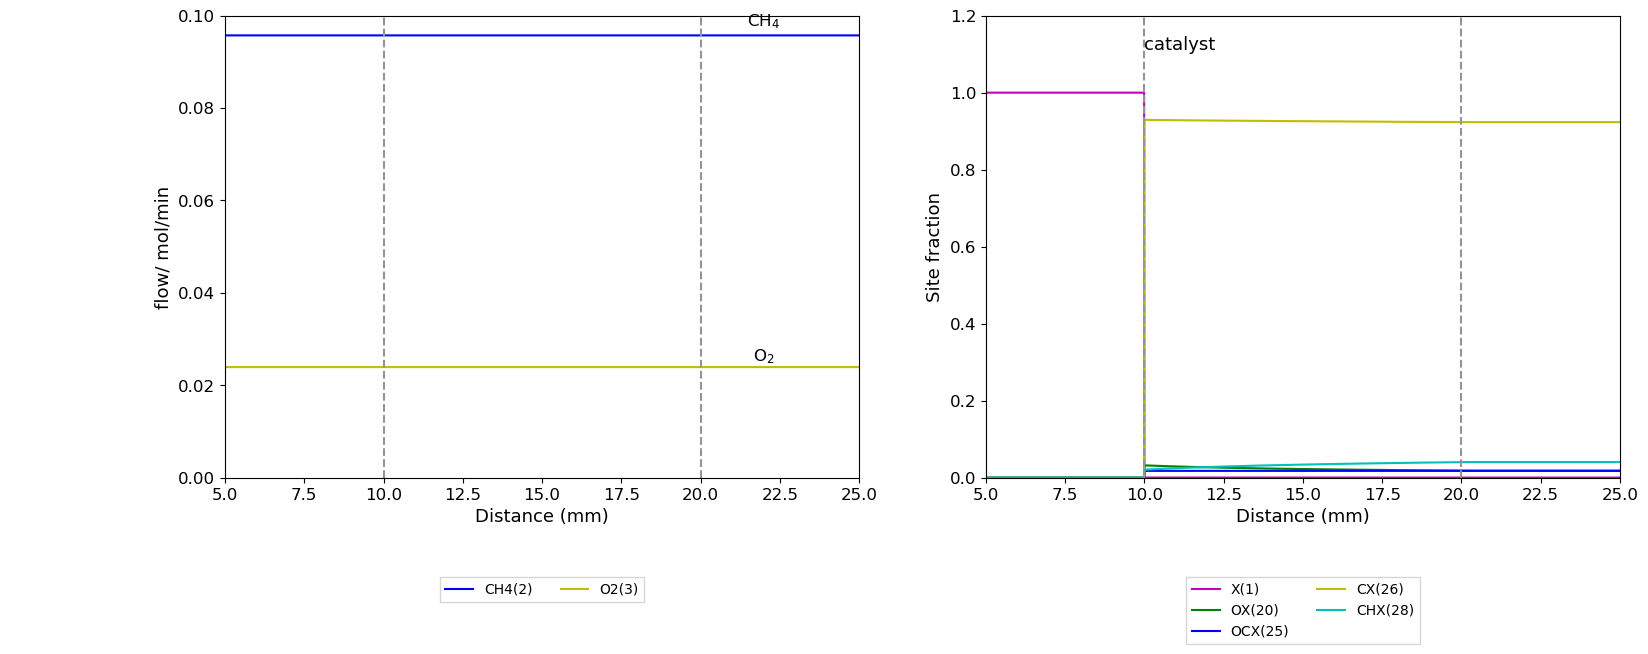 0.10
0.08
0.06
0.04
0.02
0.00
flow/ mol/min
CH4
O2
5.0 7.5 10.0 12.5 15.0 17.5 20.0 22.5 25.0
Distance (mm)
CH4(2) O2(3)
1.2
1.0
0.8
0.6
0.4
0.2
0.0
Site fraction
catalyst
5.0 7.5 10.0 12.5 15.0 17.5 20.0 22.5 25.0
Distance (mm)
X(1) CX(26)
OX(20) CHX(28)
OCX(25)